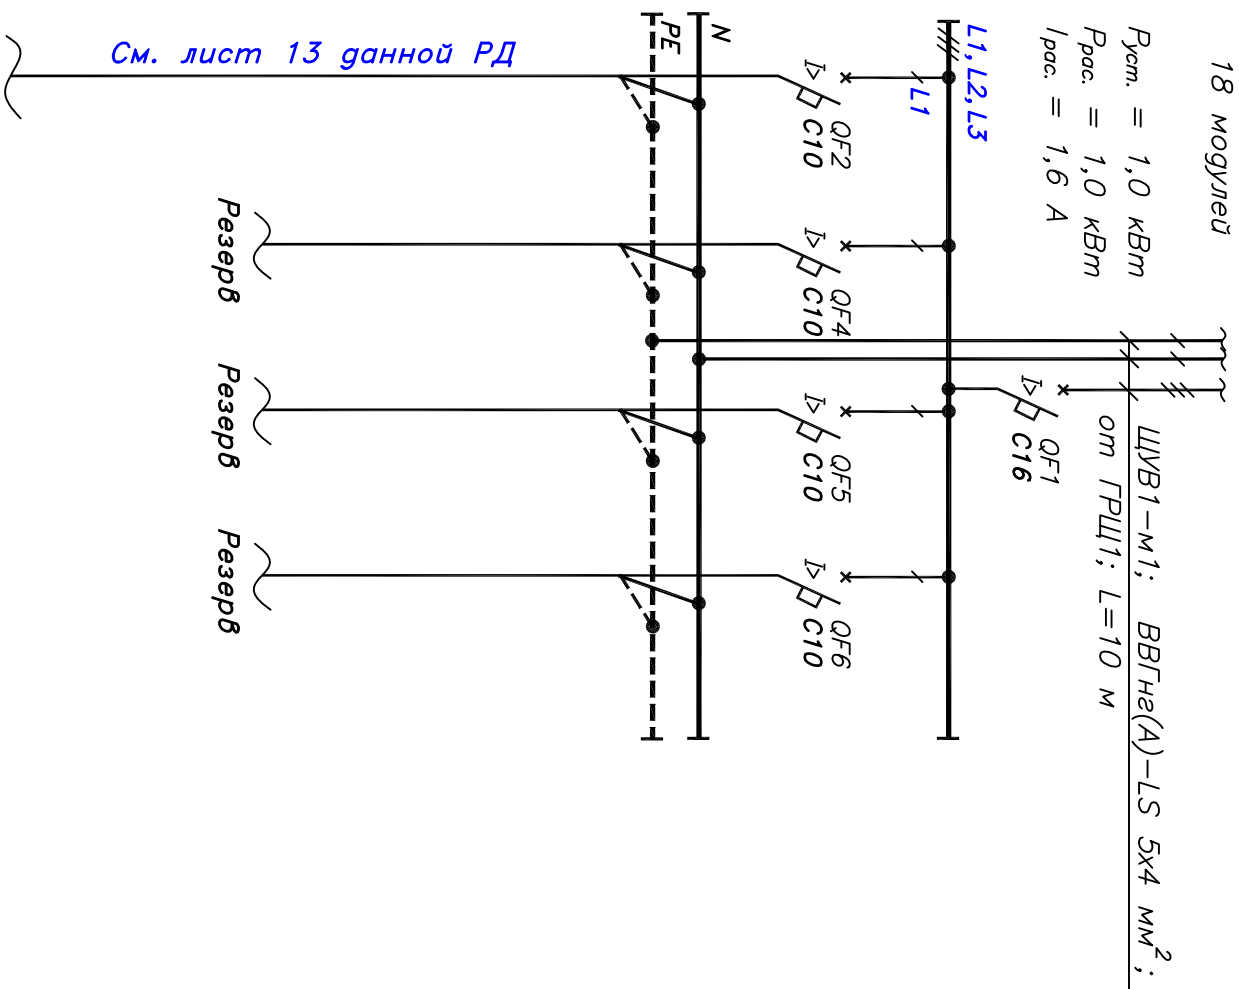 18 модулей
Pуст. = 1,0 кВт
Pрас. = 1,0 кВт
Iрас. = 1,6 А
ЩУВ1-м1; ВВГнг(А)-LS 5х4 мм²;
от ГРЩ1; L=10 м
QF1
C16
L1, L2, L3
L1
QF2
C10
QF4
C10
QF5
C10
QF6
C10
N
PE
См. лист 13 данной РД
Резерв
Резерв
Резерв